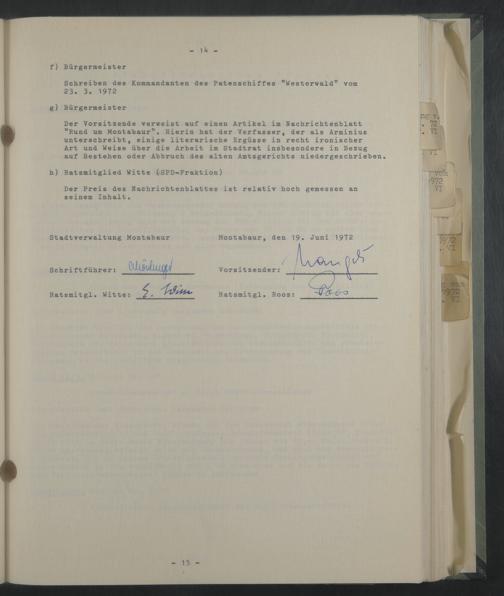 - 14 -
f) Bürgermeister
Schreiben des Kommandanten des Patenschiffes "Westerwald" vom
23. 3. 1972
g) Bürgermeister
Der Vorsitzende verweist auf einen Artikel im Nachrichtenblatt
"Rund um Montabaur". Hierin hat der Verfasser, der als Arminius
unterschreibt, einige literarische Ergüsse in recht ironischer
Art und Weise über die Arbeit im Stadtrat insbesondere in Bezug
auf Bestehen oder Abbruch des alten Amtsgerichts niedergeschrieben.
h) Ratsmitglied Witte (SPD-Fraktion)
Der Preis des Nachrichtenblattes ist relativ hoch gemessen an
seinem Inhalt.
Stadtverwaltung Montabaur Montabaur, den 19. Juni 1972
Schriftführer: Vorsitzender:
Ratsmitgl. Witte: Ratsmitgl. Roos: Roos
- 15 -